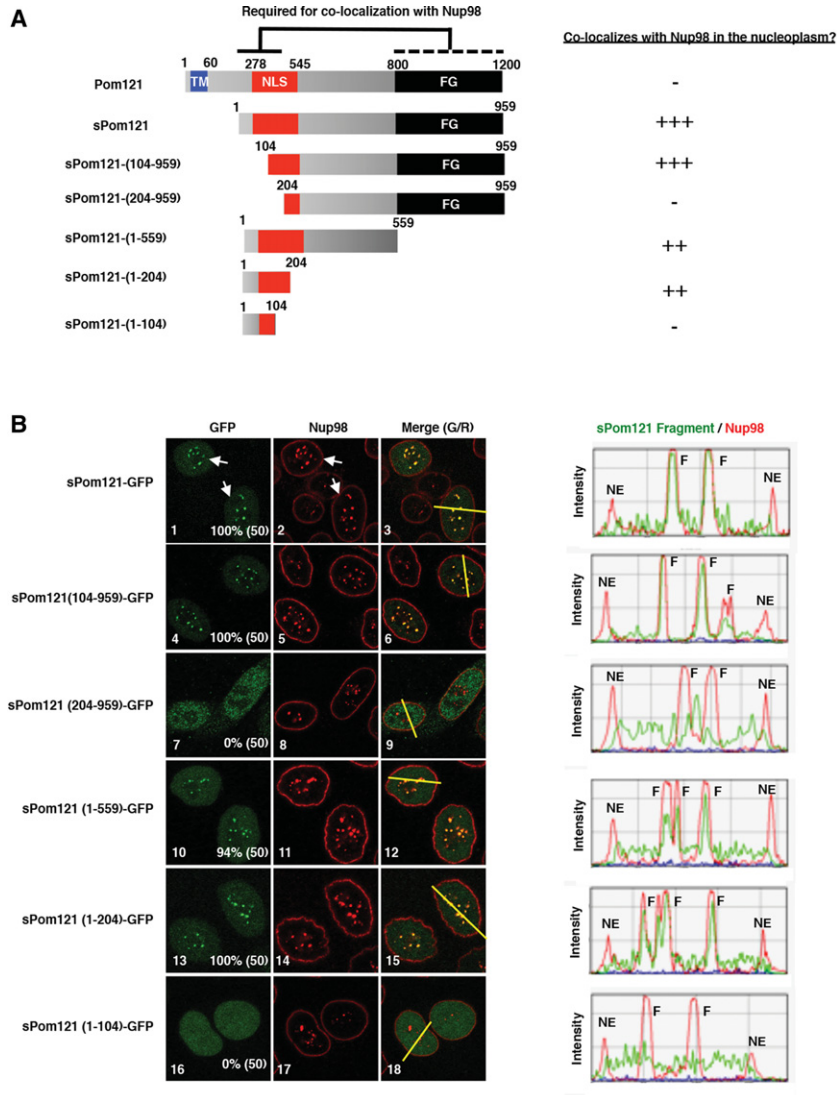 A
Required for co-localization with Nup98
Co-localizes with Nup98 in the nucleoplasm?
1 60 278 545 800 1200
Pom121 TM NLS FG -
1 959
sPom121 FG +++
104 959
sPom121-(104-959) FG +++
204 959
sPom121-(204-959) FG -
1 559
sPom121-(1-559) ++
1 204
sPom121-(1-204) ++
1 104
sPom121-(1-104) -
B
GFP Nup98 Merge (G/R) sPom121 Fragment / Nup98
sPom121-GFP
1 100% (50) 2 3
Intensity NE F F NE
sPom121(104-959)-GFP
4 100% (50) 5 6
Intensity NE F F F NE
sPom121 (204-959)-GFP
7 0% (50) 8 9
Intensity NE F F NE
sPom121 (1-559)-GFP
10 94% (50) 11 12
Intensity NE F F F NE
sPom121 (1-204)-GFP
13 100% (50) 14 15
Intensity NE F F F NE
sPom121 (1-104)-GFP
16 0% (50) 17 18
Intensity NE F F NE